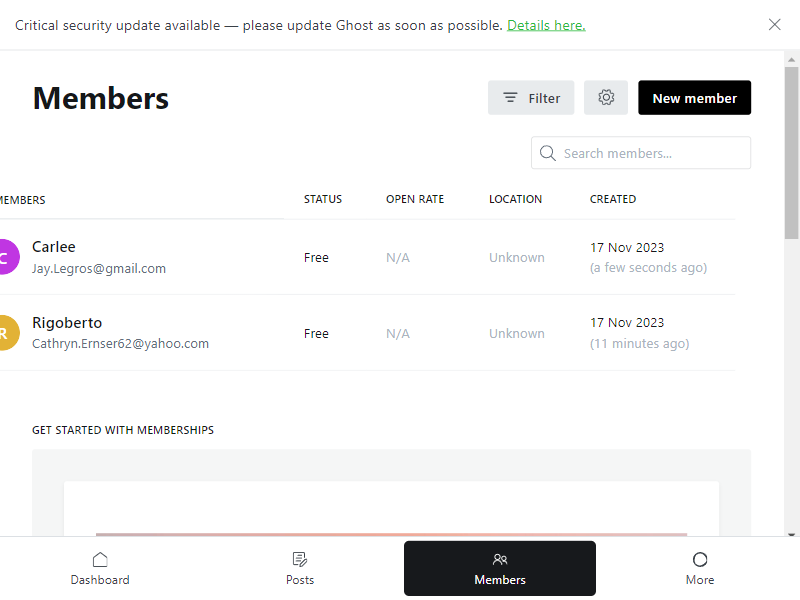 Critical security update available — please update Ghost as soon as possible. Details here.
Members
Filter
New member
Search members...
MEMBERS STATUS OPEN RATE LOCATION CREATED
C
Carlee
Jay.Legros@gmail.com
Free N/A Unknown
17 Nov 2023
(a few seconds ago)
R
Rigoberto
Cathryn.Ernser62@yahoo.com
Free N/A Unknown
17 Nov 2023
(11 minutes ago)
GET STARTED WITH MEMBERSHIPS
Dashboard Posts Members More